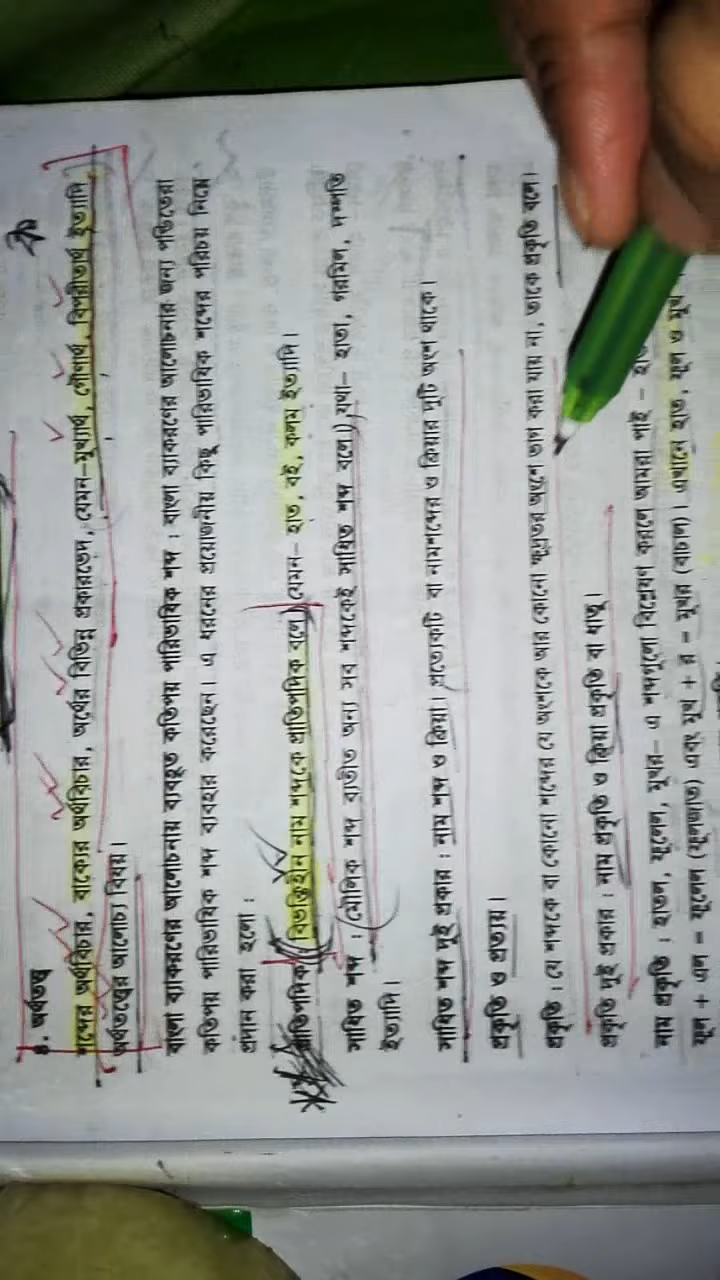 ৪. অর্থতত্ত্ব
শব্দের অর্থবিচার, বাক্যের অর্থবিচার, অর্থের বিভিন্ন প্রকারভেদ, যেমন—মুখ্যার্থ, গৌণার্থ, বিপরীতার্থ ইত্যাদি
অর্থতত্ত্বের আলোচ্য বিষয়।
বাংলা ব্যাকরণের আলোচনায় ব্যবহৃত কতিপয় পারিভাষিক শব্দ : বাংলা ব্যাকরণের আলোচনার জন্য পণ্ডিতেরা
কতিপয় পারিভাষিক শব্দ ব্যবহার করেছেন। এ ধরনের প্রয়োজনীয় কিছু পারিভাষিক শব্দের পরিচয় নিম্নে
প্রদান করা হলো :
প্রাতিপদিক : বিভক্তিহীন নাম শব্দকে প্রাতিপদিক বলে। যেমন— হাত, বই, কলম ইত্যাদি।
সাধিত শব্দ : মৌলিক শব্দ ব্যতীত অন্য সব শব্দকেই সাধিত শব্দ বলে। যথা— হাতা, গরমিল, দম্পতি
ইত্যাদি।
সাধিত শব্দ দুই প্রকার : নাম শব্দ ও ক্রিয়া। প্রত্যেকটি বা নামশব্দের ও ক্রিয়ার দুটি অংশ থাকে।
প্রকৃতি ও প্রত্যয়।
প্রকৃতি : যে শব্দকে বা কোনো শব্দের যে অংশকে আর কোনো ক্ষুদ্রতর অংশে ভাগ করা যায় না, তাকে প্রকৃতি বলে।
প্রকৃতি দুই প্রকার : নাম প্রকৃতি ও ক্রিয়া প্রকৃতি বা ধাতু।
নাম প্রকৃতি : হাতল, ফুলেল, মুখর— এ শব্দগুলো বিশ্লেষণ করলে আমরা পাই –
ফুল + এল = ফুলেল (ফুলজাত) এবং মুখ + র = মুখর (বাচাল)। এখানে হাত, ফুল ও মুখ